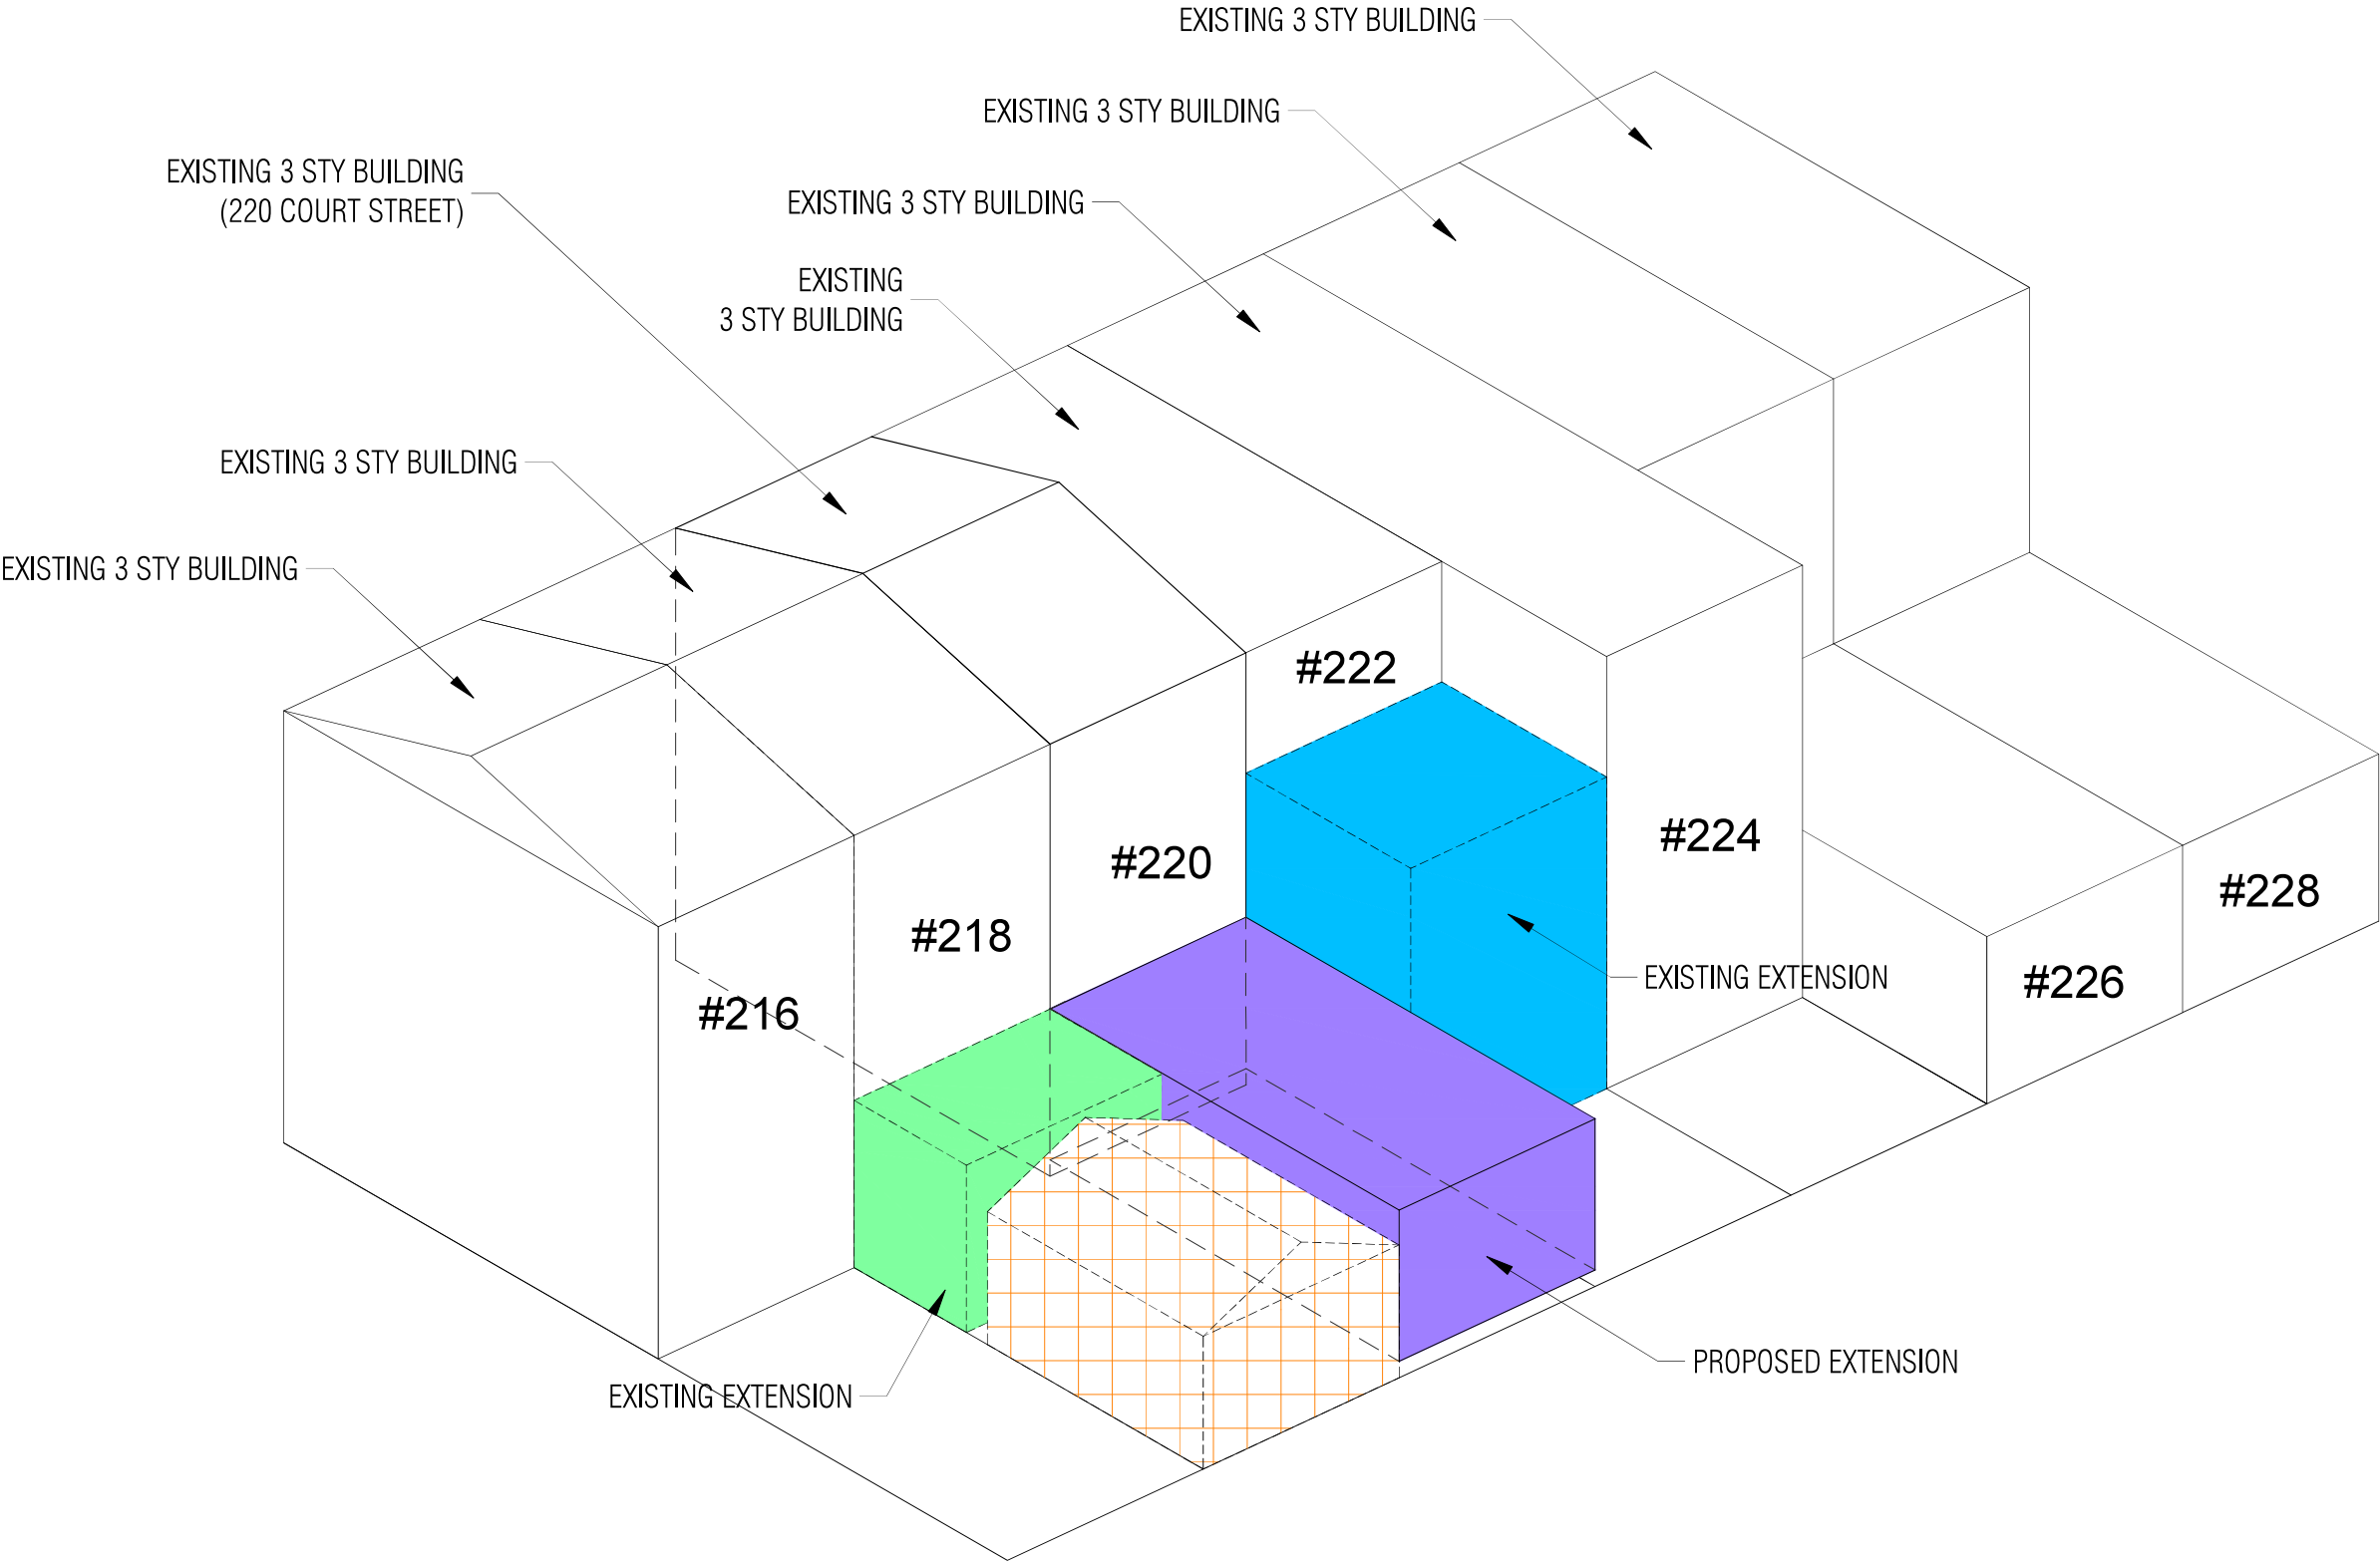 EXISTING 3 STY BUILDING
EXISTING 3 STY BUILDING
EXISTING 3 STY BUILDING
(220 COURT STREET)
EXISTING 3 STY BUILDING
EXISTING
3 STY BUILDING
EXISTING 3 STY BUILDING
EXISTING 3 STY BUILDING
#222
#224
#220
#228
#218
#226
EXISTING EXTENSION
#216
PROPOSED EXTENSION
EXISTING EXTENSION